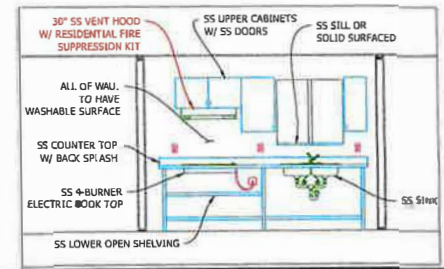 30" SS VENT HOOD
W/ RESIDENTIAL FIRE
SUPPRESSION KIT
SS UPPER CABINETS
W/ SS DOORS
SS SILL OR
SOLID SURFACED
ALL OF WALL
TO HAVE
WASHABLE SURFACE
SS COUNTER TOP
W/ BACK SPLASH
SS 4-BURNER
ELECTRIC BOOK TOP
SS SINK
SS LOWER OPEN SHELVING